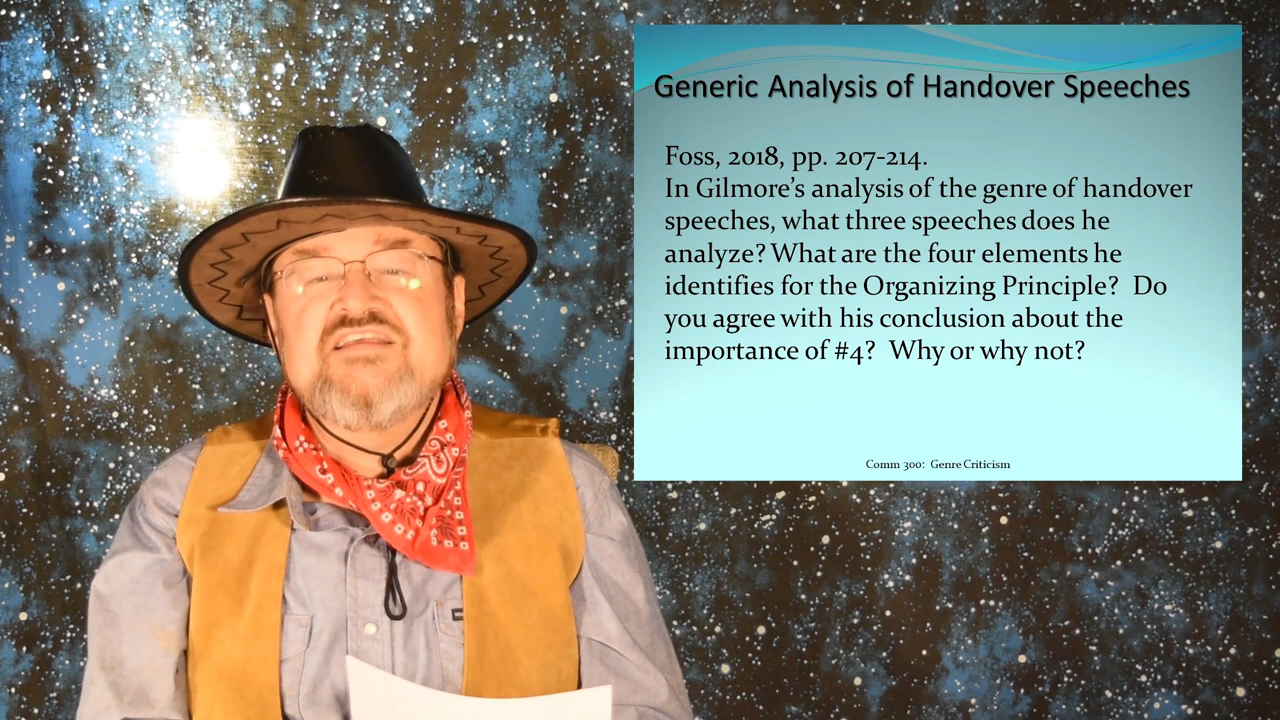 Generic Analysis of Handover Speeches
Foss, 2018, pp. 207-214.
In Gilmore's analysis of the genre of handover
speeches, what three speeches does he
analyze? What are the four elements he
identifies for the Organizing Principle?  Do
you agree with his conclusion about the
importance of #4?  Why or why not?
Comm 300:  Genre Criticism